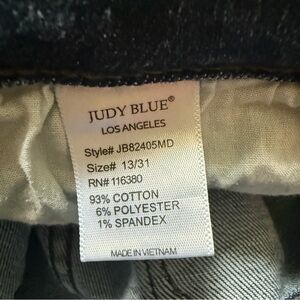 JUDY BLUE®
LOS ANGELES
Style# JB82405MD
Size# 13/31
RN# 116380
93% COTTON
6% POLYESTER
1% SPANDEX
MADE IN VIETNAM